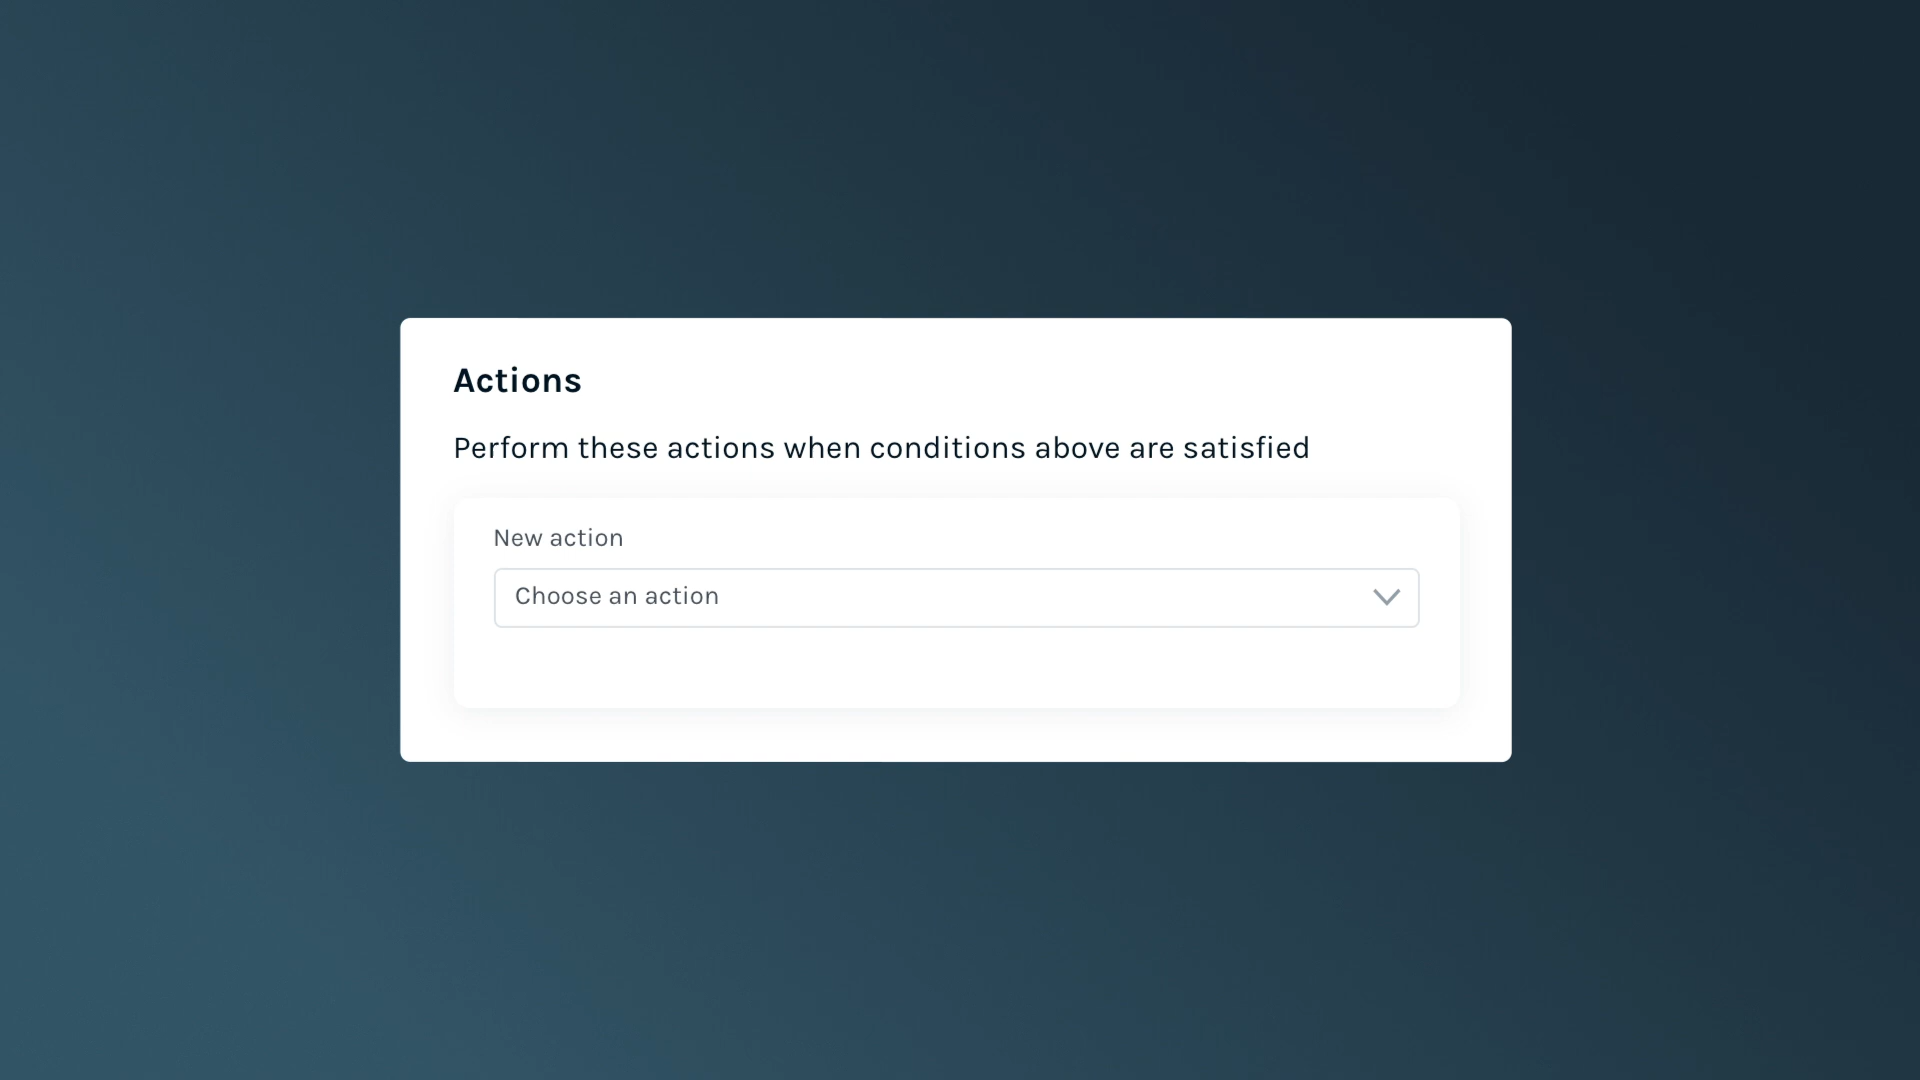 Actions
Perform these actions when conditions above are satisfied
New action
Choose an action